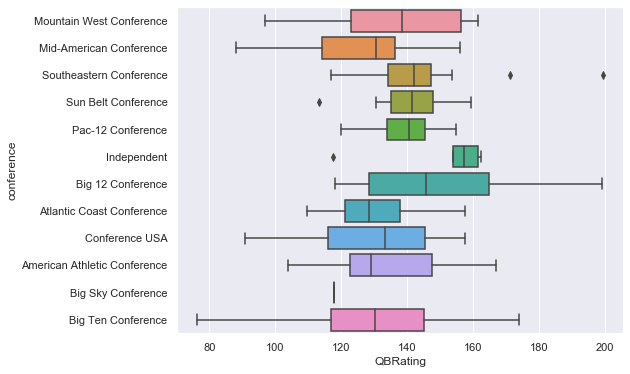 Mountain West Conference
Mid-American Conference
Southeastern Conference
Sun Belt Conference
Pac-12 Conference
Independent
Big 12 Conference
Atlantic Coast Conference
Conference USA
American Athletic Conference
Big Sky Conference
Big Ten Conference
conference
80 100 120 140 160 180 200
QBRating